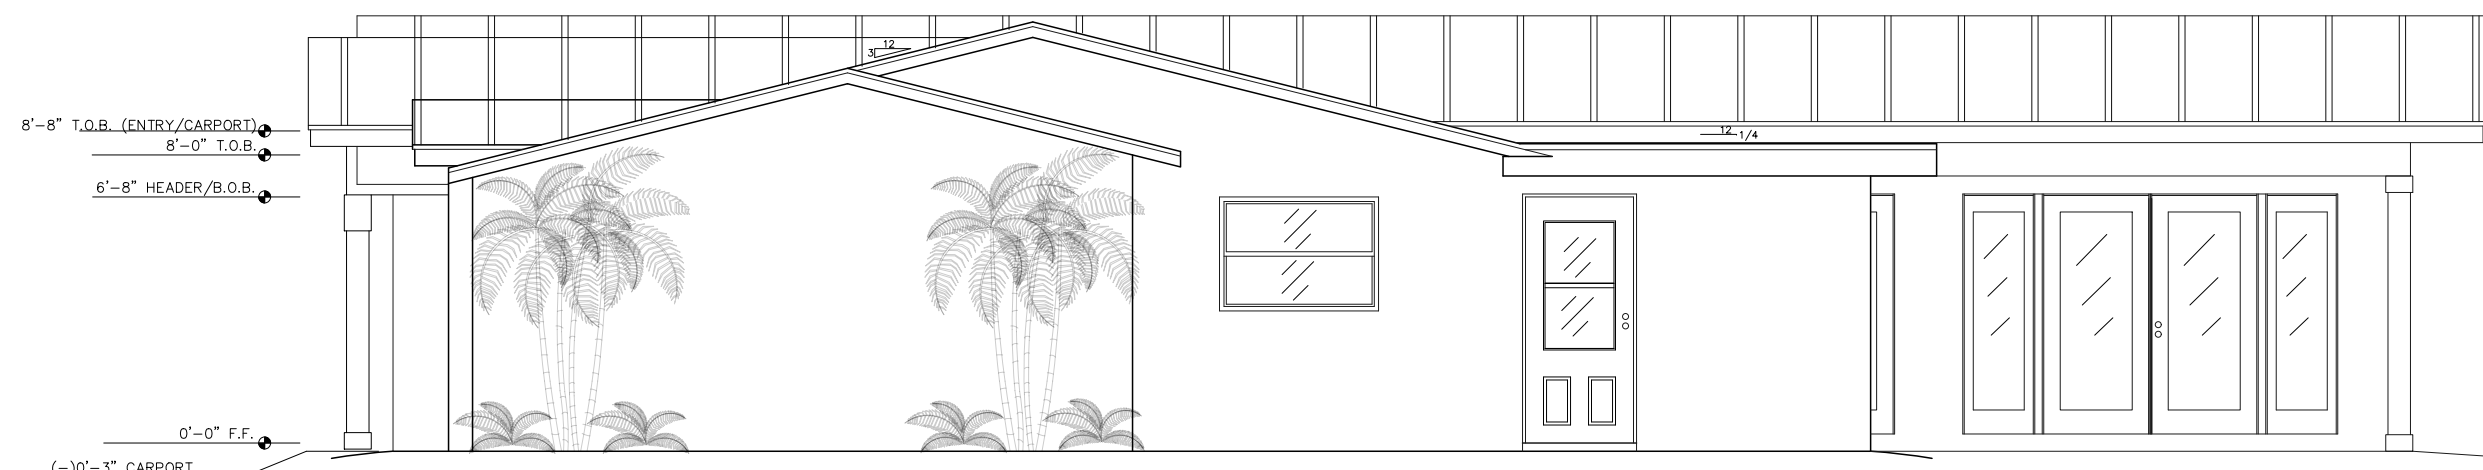 12
3
8'-8" T.O.B. (ENTRY/CARPORT)
12 1/4
8'-0" T.O.B.
6'-8" HEADER/B.O.B.
0'-0" F.F.
(-)0'-3" CARPORT